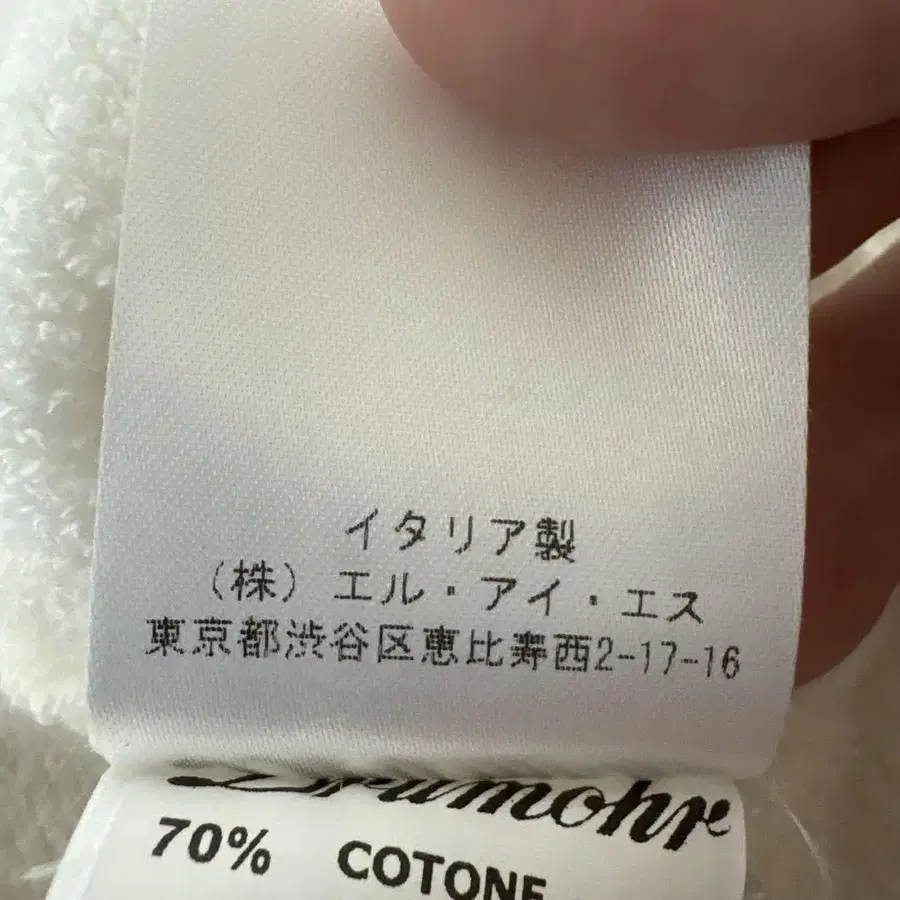 イタリア製
(株) エル・アイ・エス
東京都渋谷区恵比寿西2-17-16
Drumohr
70% COTONE